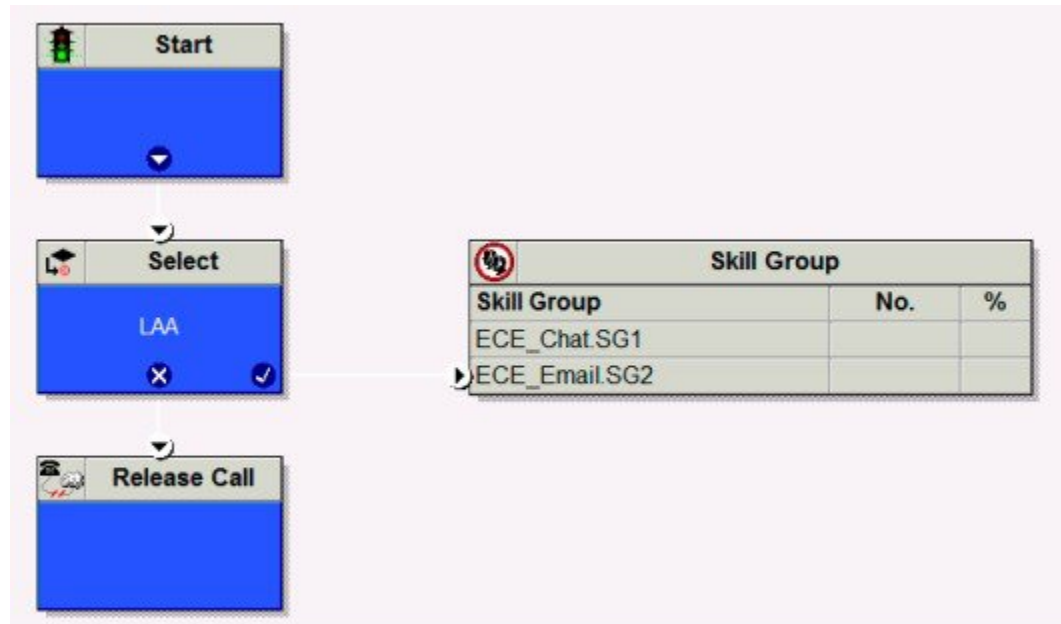 Start
Select
LAA
Skill Group
Skill Group No. %
ECE_Chat.SG1
ECE_Email.SG2
Release Call